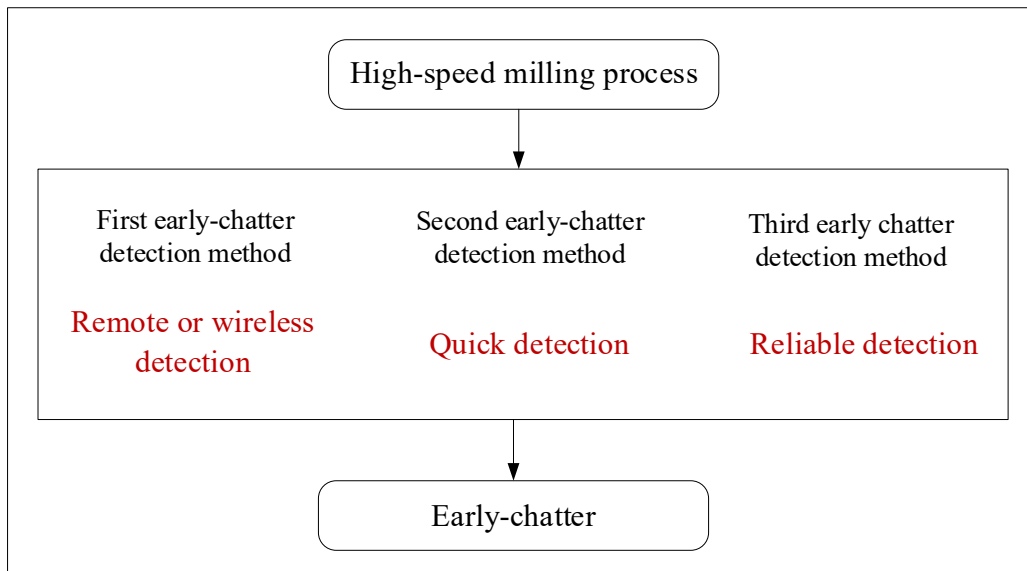 High-speed milling process
First early-chatter
detection method
Remote or wireless
detection
Second early-chatter
detection method
Quick detection
Third early chatter
detection method
Reliable detection
Early-chatter